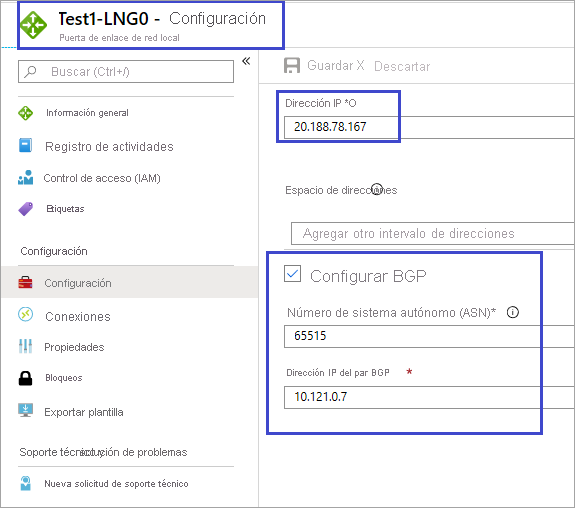 Test1-LNG0 - Configuración
Puerta de enlace de red local
Buscar (Ctrl+/)
«
Información general
Registro de actividades
Control de acceso (IAM)
Etiquetas
Configuración
Configuración
Conexiones
Propiedades
Bloqueos
Exportar plantilla
Soporte técnico y solución de problemas
Nueva solicitud de soporte técnico
Guardar X Descartar
Dirección IP *O
20.188.78.167
Espacio de direcciones
Agregar otro intervalo de direcciones
Configurar BGP
Número de sistema autónomo (ASN)*
65515
Dirección IP del par BGP *
10.121.0.7